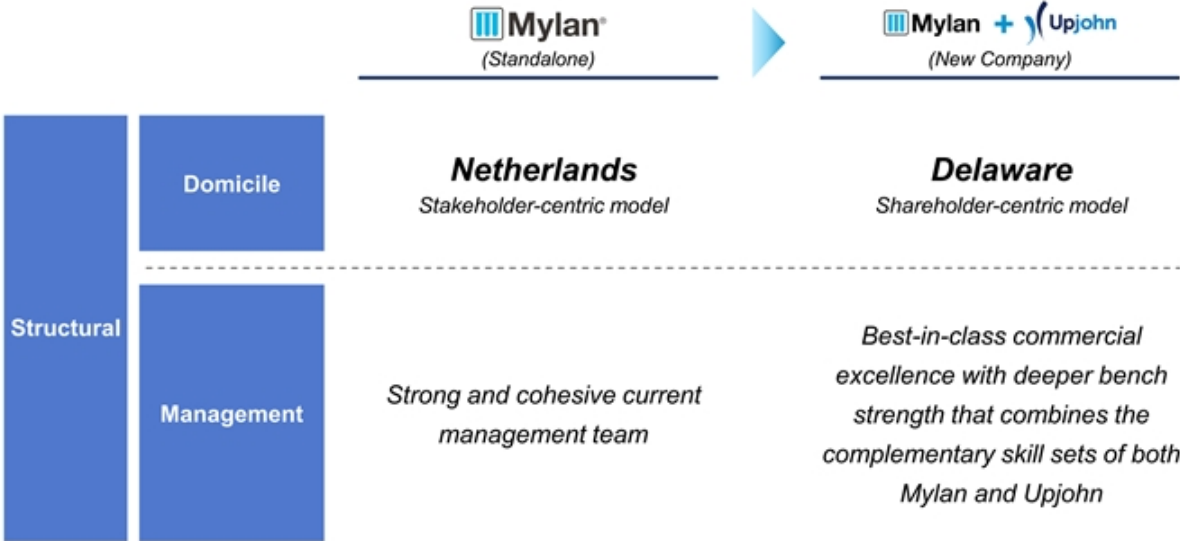 Mylan®
(Standalone)
Mylan + Upjohn
(New Company)
Structural
Domicile
Netherlands
Stakeholder-centric model
Delaware
Shareholder-centric model
Management
Strong and cohesive current
management team
Best-in-class commercial
excellence with deeper bench
strength that combines the
complementary skill sets of both
Mylan and Upjohn